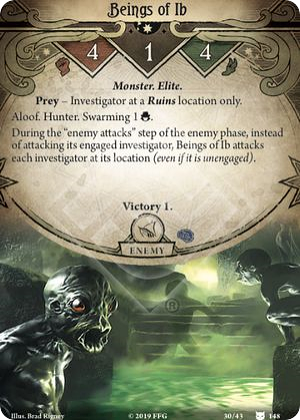 Beings of Ib
4 1 4
Monster. Elite.
Prey – Investigator at a Ruins location only.
Aloof. Hunter. Swarming 1.
During the “enemy attacks” step of the enemy phase, instead
of attacking its engaged investigator, Beings of Ib attacks
each investigator at its location (even if it is unengaged).
Victory 1.
ENEMY
Illus. Brad Rigney
© 2019 FFG
30/43
148